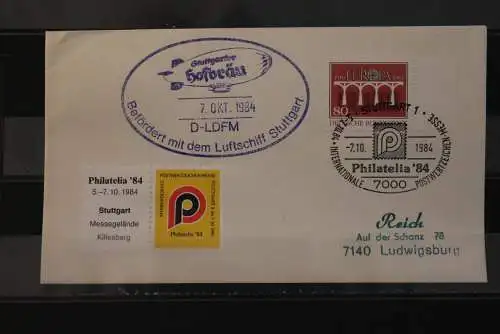 Stuttgarter
Hofbräu
7. OKT. 1984
D-LDFM
Befördert mit dem Luftschiff Stuttgart
EUROPA
80
STUTTGART 1
-7.10. 1984
Philatelia '84
7000
INTERNATIONALE POSTWERTZEICHEN-MESSE
Philatelia '84
5.-7.10.1984
Stuttgart
Messegelände
Killesberg
Philatelia '84
Reich
Auf der Schanz 78
7140 Ludwigsburg